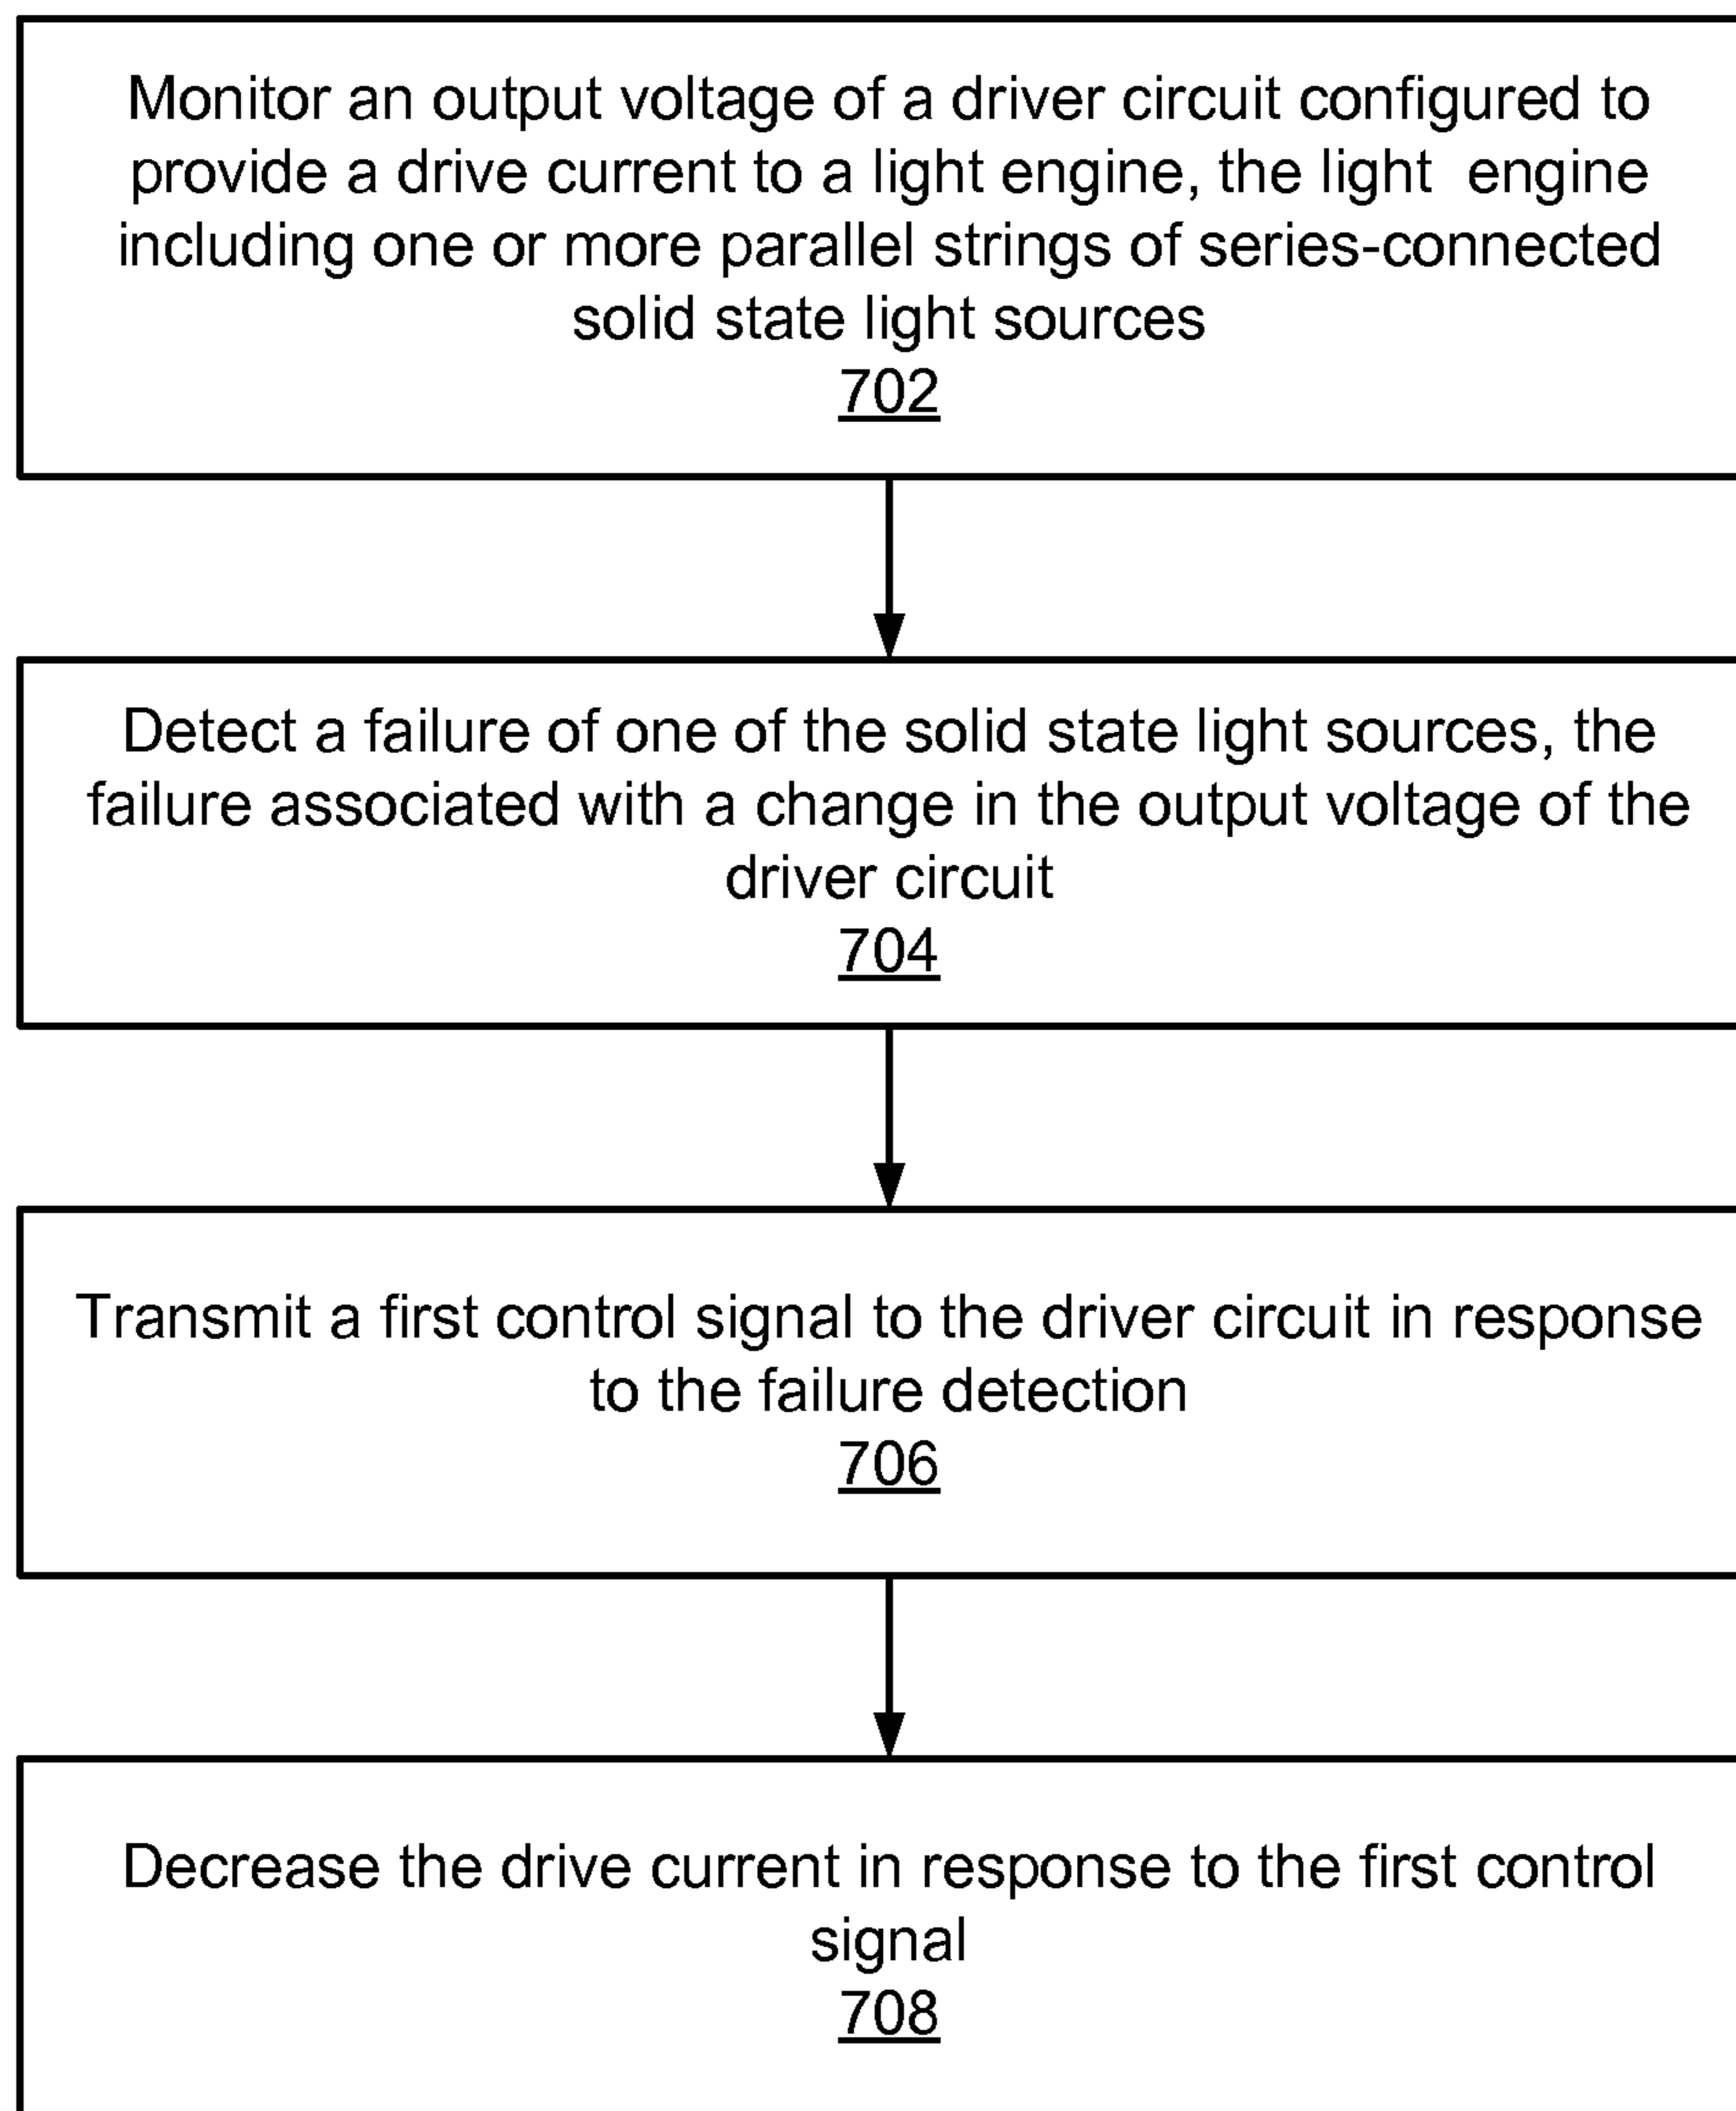 Monitor an output voltage of a driver circuit configured to
provide a drive current to a light engine, the light  engine
including one or more parallel strings of series-connected
solid state light sources
702
Detect a failure of one of the solid state light sources, the
failure associated with a change in the output voltage of the
driver circuit
704
Transmit a first control signal to the driver circuit in response
to the failure detection
706
Decrease the drive current in response to the first control
signal
708